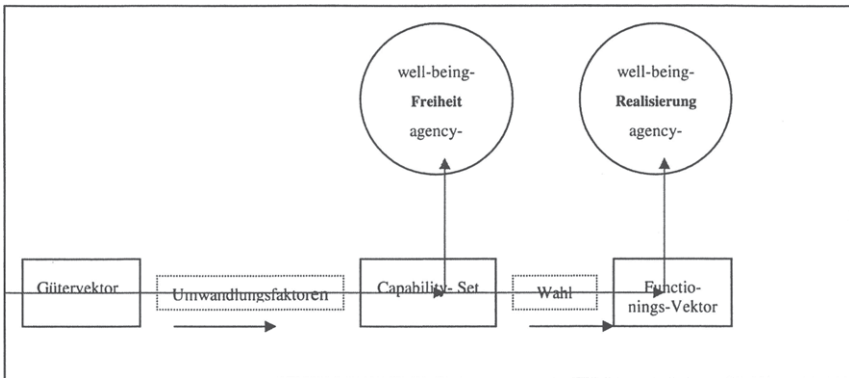 well-being-
Freiheit
agency-
well-being-
Realisierung
agency-
Gütervektor
Umwandlungsfaktoren
Capability- Set
Wahl
Functio-
nings-Vektor